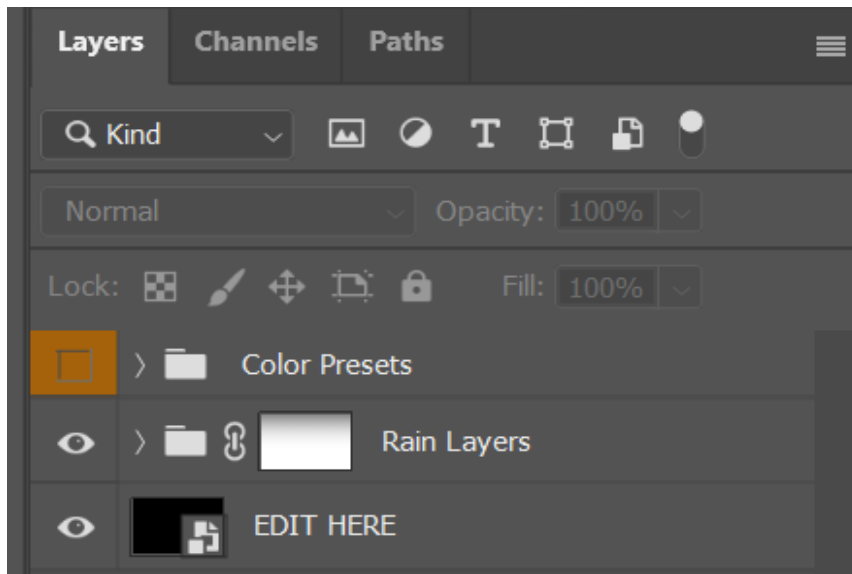 Layers Channels Paths
Kind
Normal Opacity: 100%
Lock: Fill: 100%
Color Presets
Rain Layers
EDIT HERE